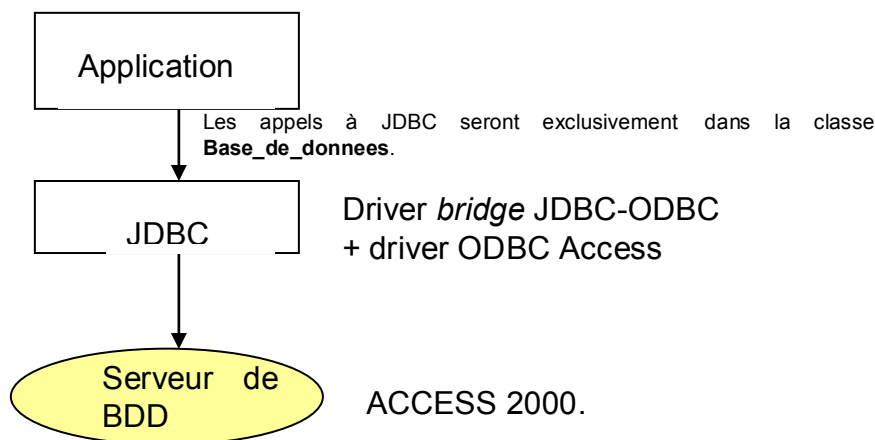 Application
Les appels à JDBC seront exclusivement dans la classe
Base_de_donnees.
JDBC
Driver bridge JDBC-ODBC
+ driver ODBC Access
Serveur de
BDD
ACCESS 2000.